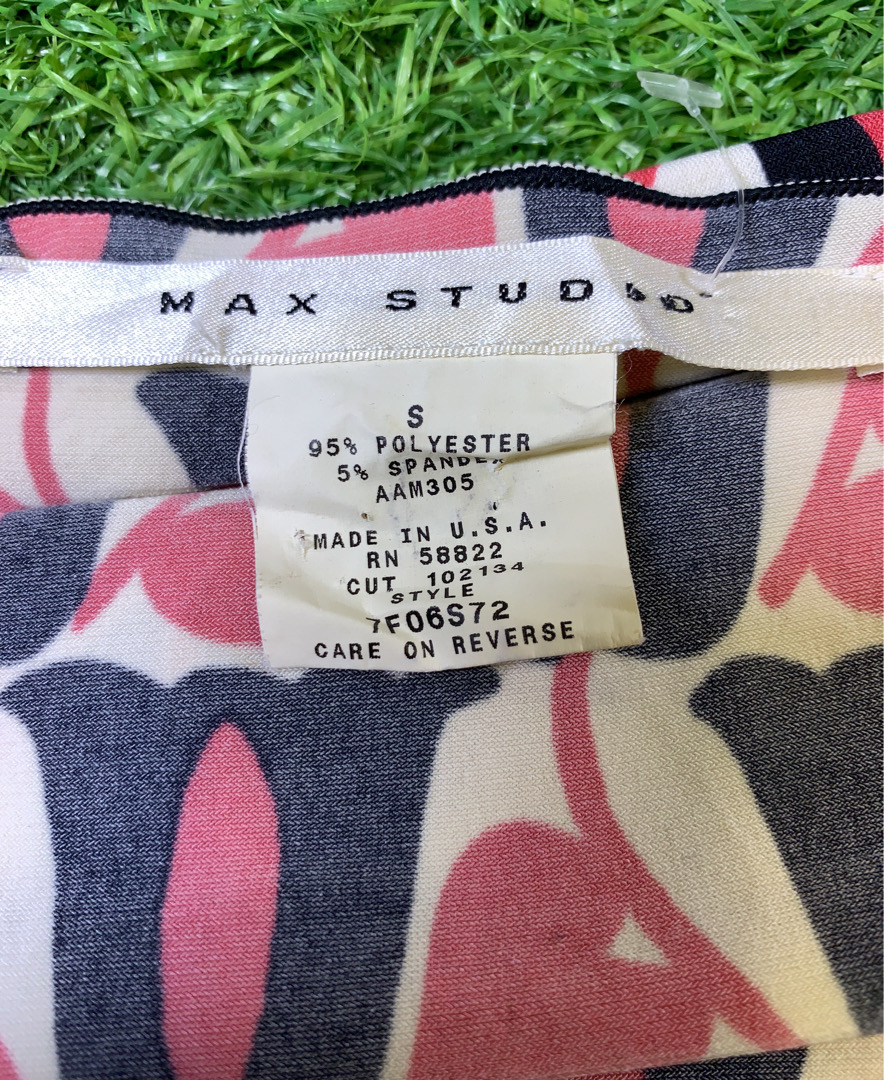 MAX STUDIO
S
95% POLYESTER
5% SPANDEX
AAM305
MADE IN U.S.A.
RN 58822
CUT 102134
STYLE
7F06S72
CARE ON REVERSE